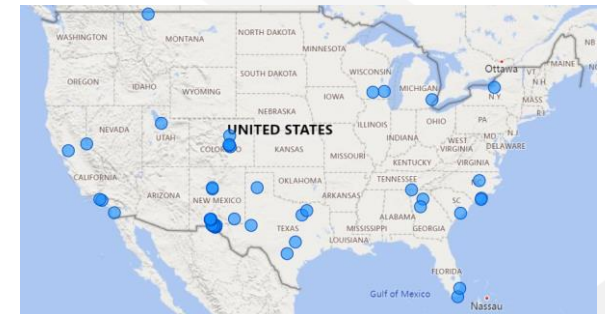 WASHINGTON
MONTANA
NORTH DAKOTA
MINNESOTA
OREGON
IDAHO
WYOMING
SOUTH DAKOTA
WISCONSIN
MICHIGAN
Ottawa
VT
N.H.
MAINE
NB
N.Y.
MASS
R.I.
NEVADA
UTAH
COLORADO
NEBRASKA
IOWA
UNITED STATES
KANSAS
MISSOURI
ILLINOIS
INDIANA
OHIO
PA
N.J.
MD
DELAWARE
WEST
VIRGINIA
KENTUCKY
VIRGINIA
CALIFORNIA
ARIZONA
NEW MEXICO
OKLAHOMA
ARKANSAS
TENNESSEE
SC
TEXAS
LOUISIANA
MISSISSIPPI
ALABAMA
GEORGIA
FLORIDA
Gulf of Mexico
Nassau